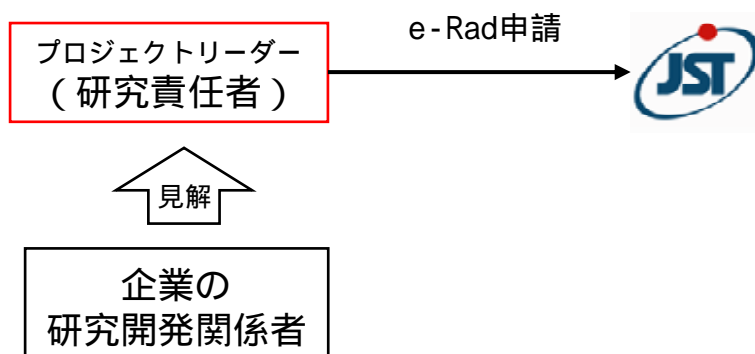 プロジェクトリーダー
(研究責任者)
e-Rad申請
JST
見解
企業の
研究開発関係者